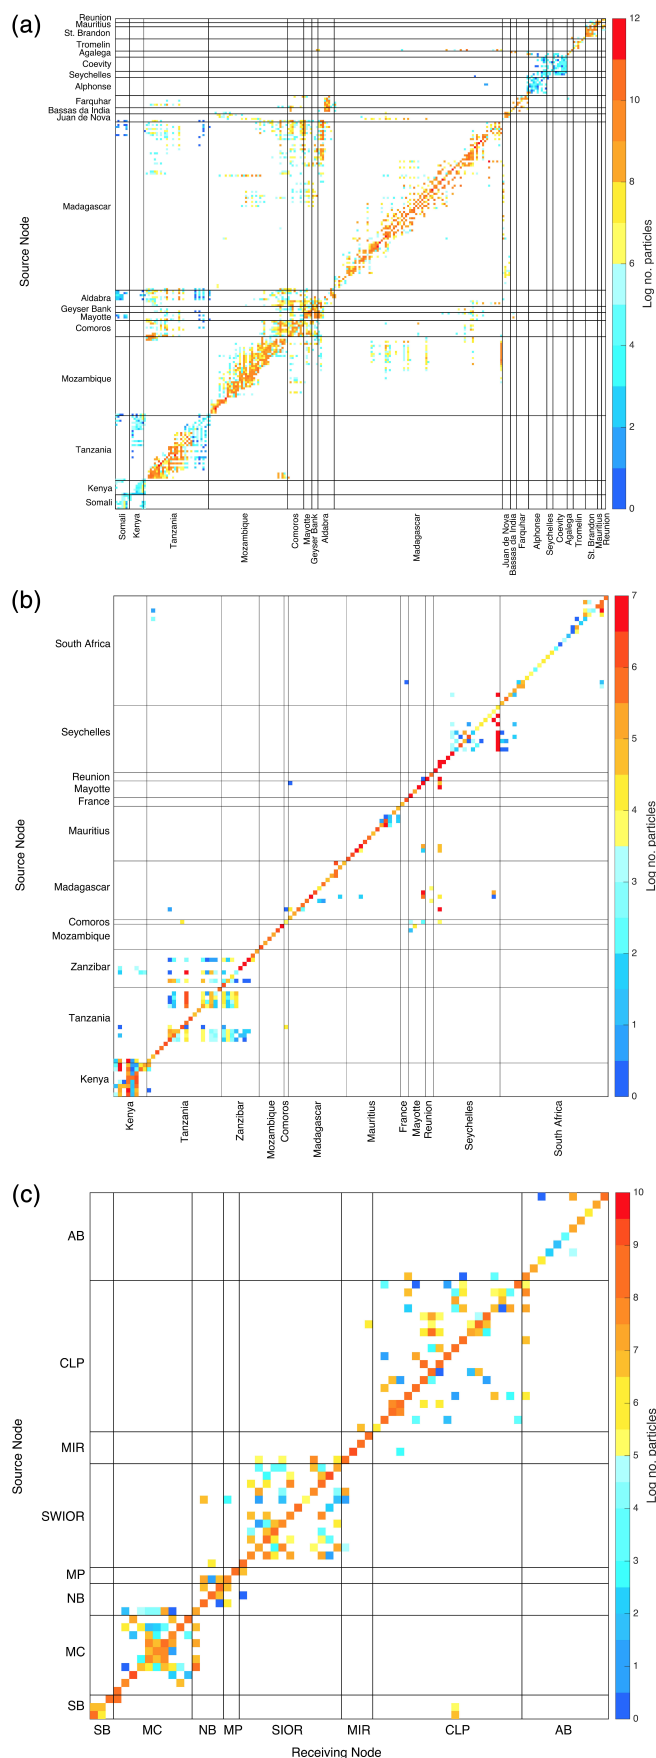 (a)
Reunion
Mauritius
St. Brandon
Tromelin
Agalega
Coevity
Seychelles
Alphonse
Farquhar
Bassas da India
Juan de Nova
Madagascar
Aldabra
Geyser Bank
Mayotte
Comoros
Mozambique
Tanzania
Kenya
Somali
Source Node
Somali
Kenya
Tanzania
Mozambique
Comoros
Mayotte
Geyser Bank
Aldabra
Madagascar
Juan de Nova
Bassas da India
Farquhar
Alphonse
Seychelles
Coevity
Agalega
Tromelin
St. Brandon
Mauritius
Reunion
12
10
8
6
4
2
0
Log no. particles
(b)
South Africa
Seychelles
Reunion
Mayotte
France
Mauritius
Madagascar
Comoros
Mozambique
Zanzibar
Tanzania
Kenya
Source Node
Kenya
Tanzania
Zanzibar
Mozambique
Comoros
Madagascar
Mauritius
France
Mayotte
Reunion
Seychelles
South Africa
7
6
5
4
3
2
1
0
Log no. particles
(c)
AB
CLP
MIR
SWIOR
MP
NB
MC
SB
Source Node
SB MC NB MP SIOR MIR CLP AB
Receiving Node
10
9
8
7
6
5
4
3
2
1
0
Log no. particles